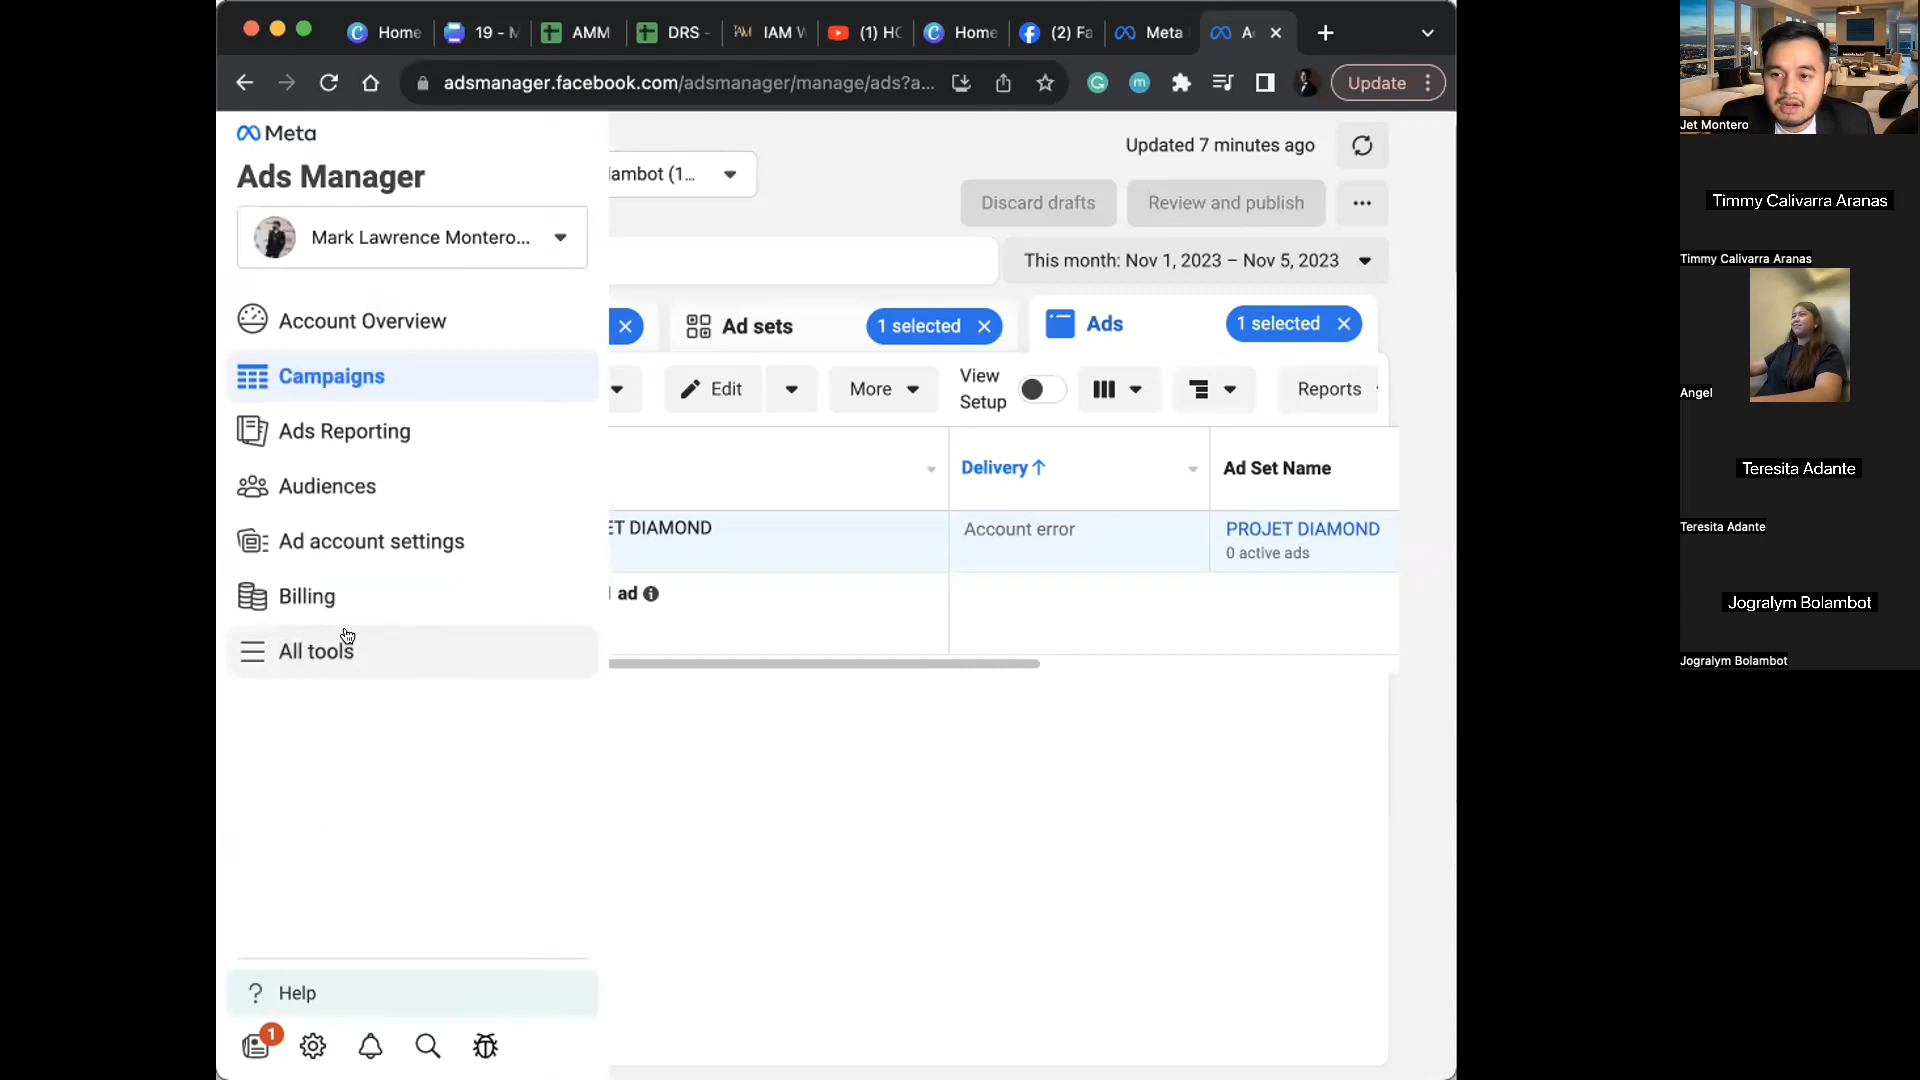 Home
19 - M
AMM
DRS -
IAM W
(1) HC
Home
(2) Fa
Meta
A
adsmanager.facebook.com/adsmanager/manage/ads?a...
Update
Meta
Ads Manager
Mark Lawrence Montero...
Account Overview
Campaigns
Ads Reporting
Audiences
Ad account settings
Billing
All tools
Help
1
lambot (1...
Updated 7 minutes ago
Discard drafts
Review and publish
This month: Nov 1, 2023 – Nov 5, 2023
Ad sets
1 selected
Ads
1 selected
Edit
More
View
Setup
Reports
Delivery ↑
Ad Set Name
ET DIAMOND
Account error
PROJET DIAMOND
0 active ads
ad
Jet Montero
Timmy Calivarra Aranas
Timmy Calivarra Aranas
Angel
Teresita Adante
Teresita Adante
Jogralym Bolambot
Jogralym Bolambot